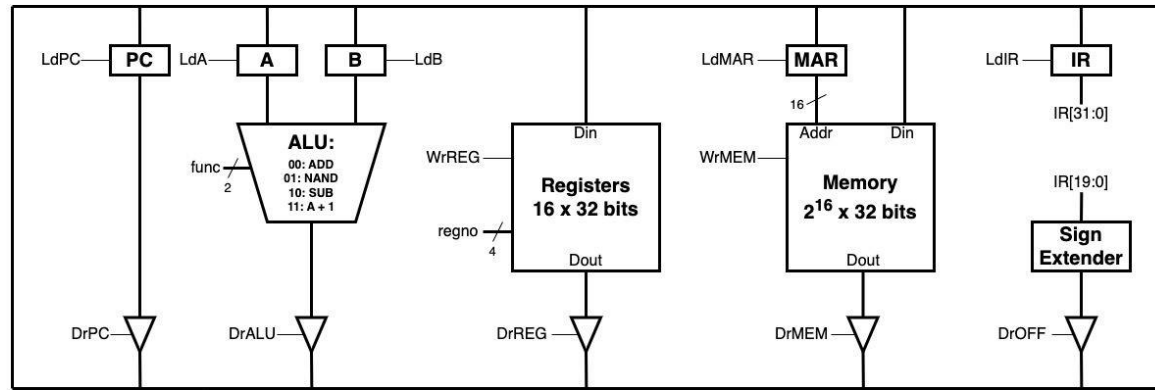 LdPC
PC
LdA
A
B
LdB
LdMAR
MAR
LdIR
IR
16
IR[31:0]
ALU:
00: ADD
01: NAND
10: SUB
11: A + 1
func
2
Din
WrREG
Registers
16 x 32 bits
regno
4
Dout
Addr
Din
WrMEM
Memory
2^16 x 32 bits
Dout
IR[19:0]
Sign
Extender
DrPC
DrALU
DrREG
DrMEM
DrOFF